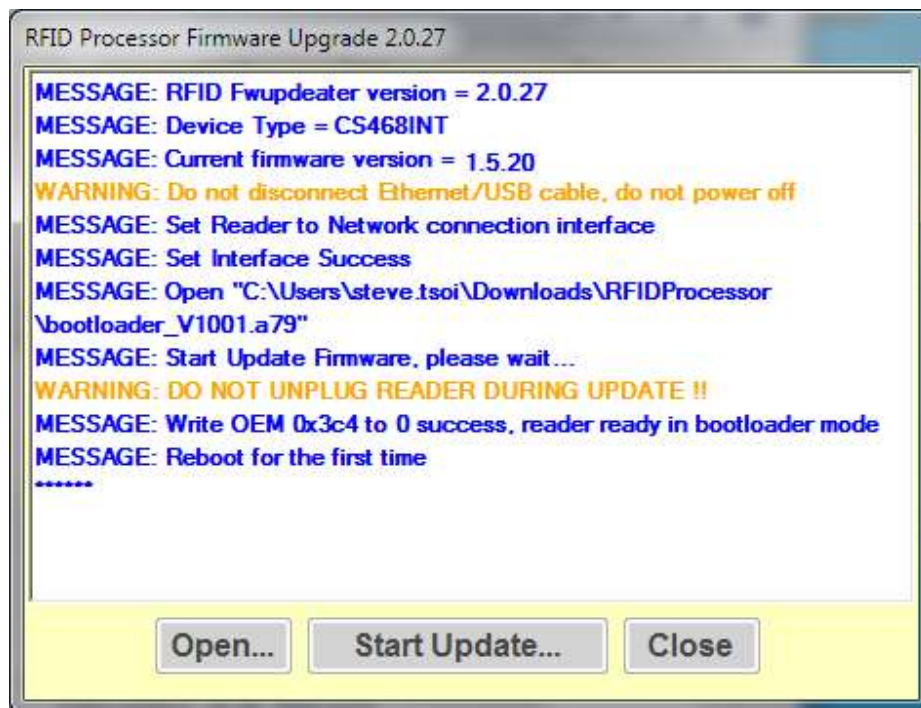 RFID Processor Firmware Upgrade 2.0.27
MESSAGE: RFID Fwupdeater version = 2.0.27
MESSAGE: Device Type = CS468INT
MESSAGE: Current firmware version = 1.5.20
WARNING: Do not disconnect Ethernet/USB cable, do not power off
MESSAGE: Set Reader to Network connection interface
MESSAGE: Set Interface Success
MESSAGE: Open "C:\Users\steve.tsoi\Downloads\RFIDProcessor
\bootloader_V1001.a79"
MESSAGE: Start Update Firmware, please wait...
WARNING: DO NOT UNPLUG READER DURING UPDATE !!
MESSAGE: Write OEM 0x3c4 to 0 success, reader ready in bootloader mode
MESSAGE: Reboot for the first time
******
Open... Start Update... Close